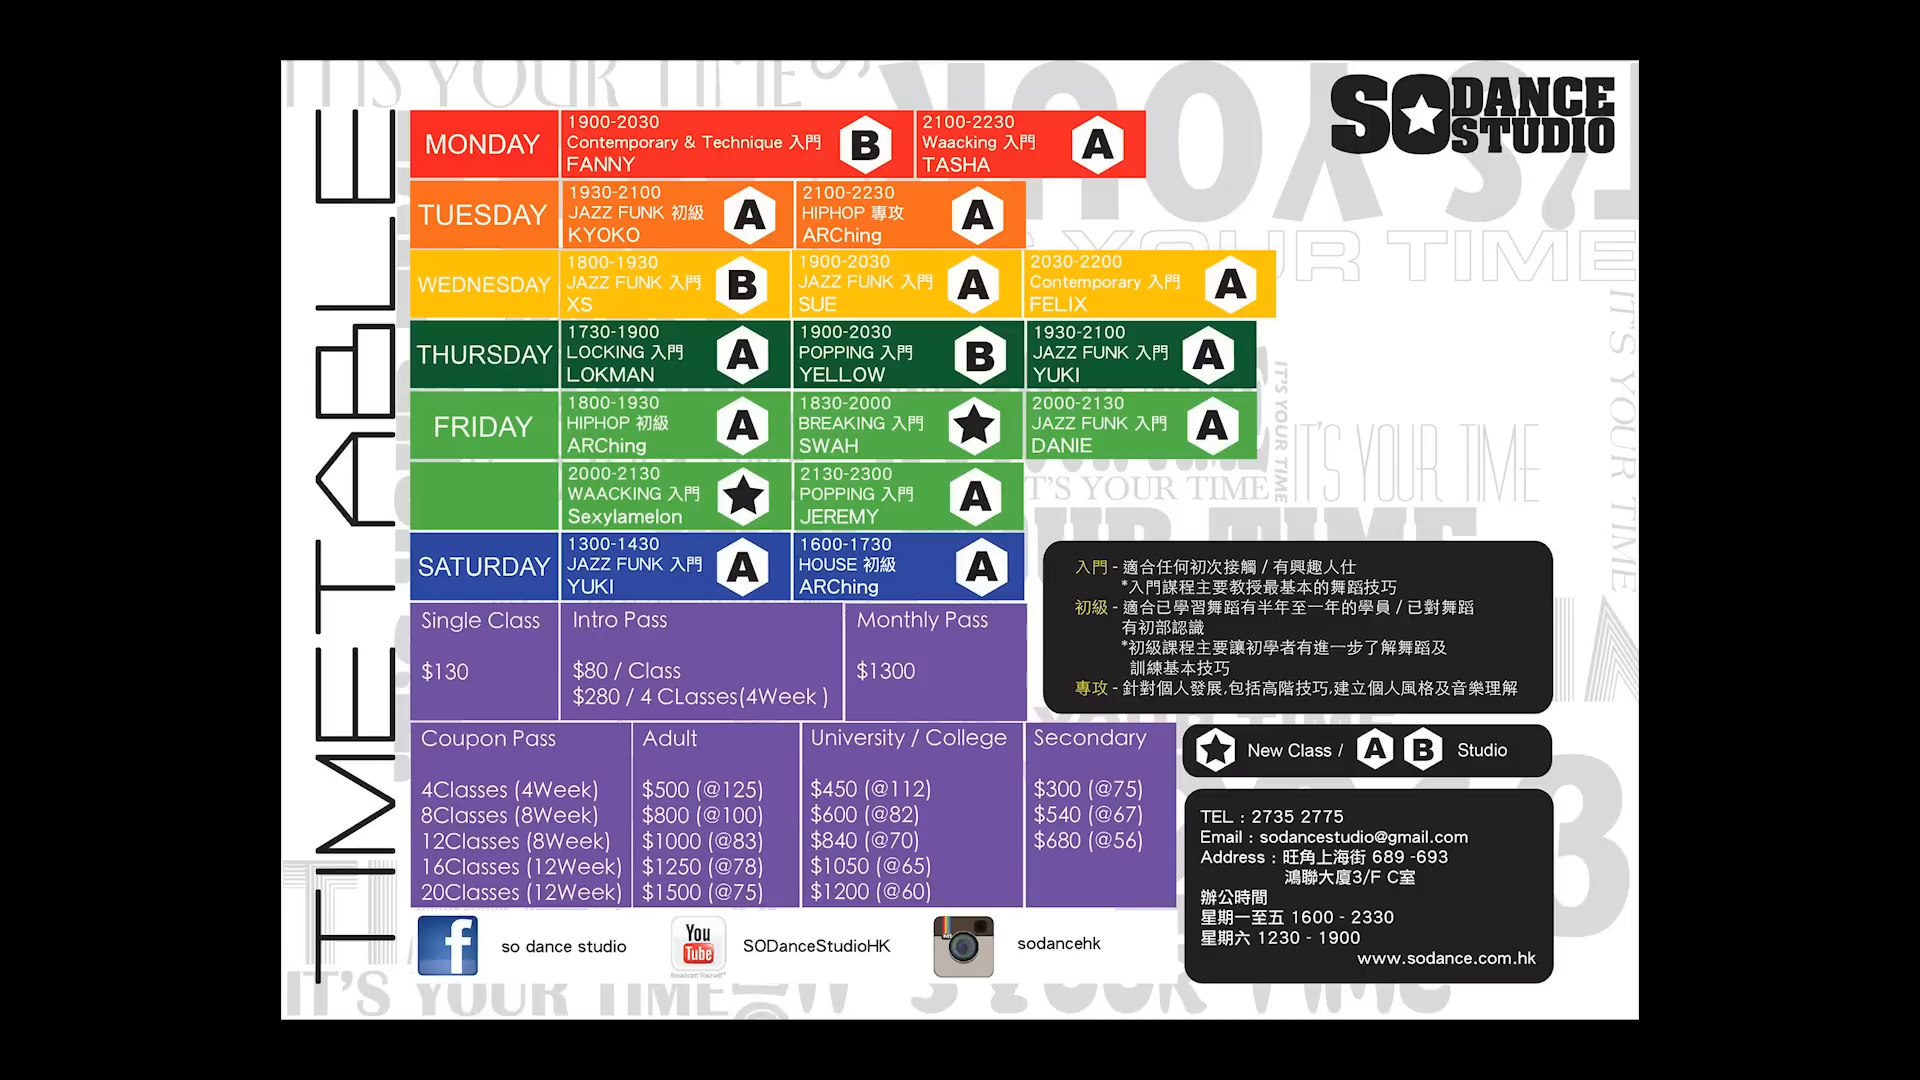 SO DANCE STUDIO
TIMETABLE
MONDAY
1900-2030
Contemporary & Technique 入門
FANNY
B
2100-2230
Waacking 入門
TASHA
A
TUESDAY
1930-2100
JAZZ FUNK 初級
KYOKO
A
2100-2230
HIPHOP 專攻
ARChing
A
WEDNESDAY
1800-1930
JAZZ FUNK 入門
XS
B
1900-2030
JAZZ FUNK 入門
SUE
A
2030-2200
Contemporary 入門
FELIX
A
THURSDAY
1730-1900
LOCKING 入門
LOKMAN
A
1900-2030
POPPING 入門
YELLOW
B
1930-2100
JAZZ FUNK 入門
YUKI
A
FRIDAY
1800-1930
HIPHOP 初級
ARChing
A
1830-2000
BREAKING 入門
SWAH
2000-2130
JAZZ FUNK 入門
DANIE
A
2000-2130
WAACKING 入門
Sexylamelon
2130-2300
POPPING 入門
JEREMY
A
SATURDAY
1300-1430
JAZZ FUNK 入門
YUKI
A
1600-1730
HOUSE 初級
ARChing
A
Single Class
$130
Intro Pass
$80 / Class
$280 / 4 CLasses(4Week )
Monthly Pass
$1300
Coupon Pass
4Classes (4Week)
8Classes (8Week)
12Classes (8Week)
16Classes (12Week)
20Classes (12Week)
Adult
$500 (@125)
$800 (@100)
$1000 (@83)
$1250 (@78)
$1500 (@75)
University / College
$450 (@112)
$600 (@82)
$840 (@70)
$1050 (@65)
$1200 (@60)
Secondary
$300 (@75)
$540 (@67)
$680 (@56)
入門 - 適合任何初次接觸 / 有興趣人仕
*入門謀程主要教授最基本的舞蹈技巧
初級 - 適合已學習舞蹈有半年至一年的學員 / 已對舞蹈
有初部認識
*初級課程主要讓初學者有進一步了解舞蹈及
訓練基本技巧
專攻 - 針對個人發展,包括高階技巧,建立個人風格及音樂理解
New Class / A B Studio
TEL : 2735 2775
Email : sodancestudio@gmail.com
Address : 旺角上海街 689 -693
鴻聯大廈3/F C室
辦公時間
星期一至五 1600 - 2330
星期六 1230 - 1900
www.sodance.com.hk
so dance studio
You Tube
SODanceStudioHK
sodancehk
IT'S YOUR TIME